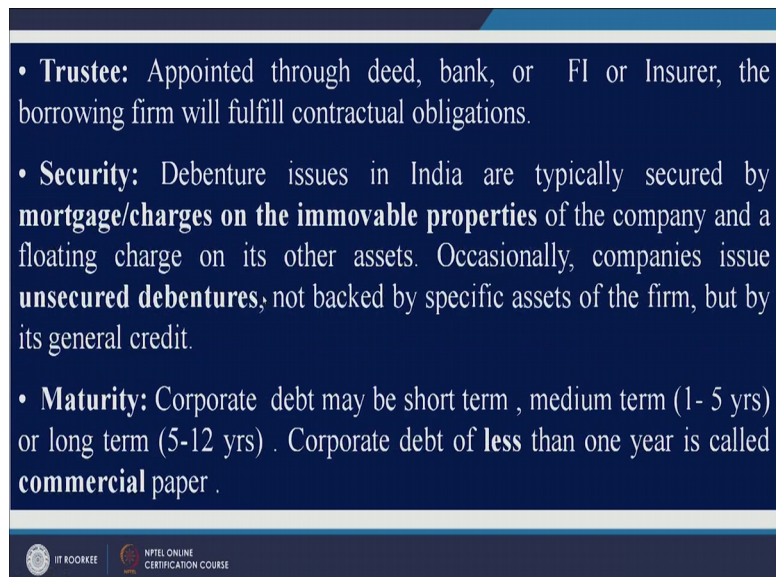 • Trustee: Appointed through deed, bank, or FI or Insurer, the
borrowing firm will fulfill contractual obligations.
• Security: Debenture issues in India are typically secured by
mortgage/charges on the immovable properties of the company and a
floating charge on its other assets. Occasionally, companies issue
unsecured debentures, not backed by specific assets of the firm, but by
its general credit.
• Maturity: Corporate debt may be short term , medium term (1- 5 yrs)
or long term (5-12 yrs) . Corporate debt of less than one year is called
commercial paper .
IIT ROORKEE
NPTEL ONLINE
CERTIFICATION COURSE